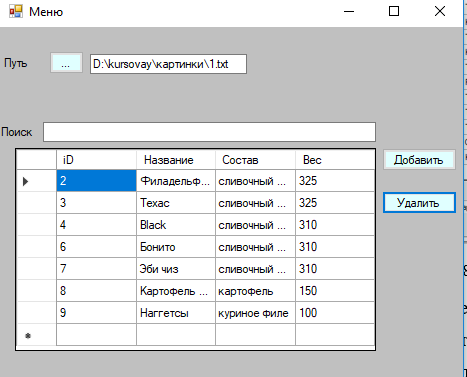 Меню
Путь ... D:\kursovay\картинки\1.txt
Поиск
iD Название Состав Вес
2 Филадельф... сливочный ... 325
3 Техас сливочный ... 325
4 Black сливочный ... 310
6 Бонито сливочный ... 310
7 Эби чиз сливочный ... 310
8 Картофель ... картофель 150
9 Наггетсы куриное филе 100
Добавить
Удалить